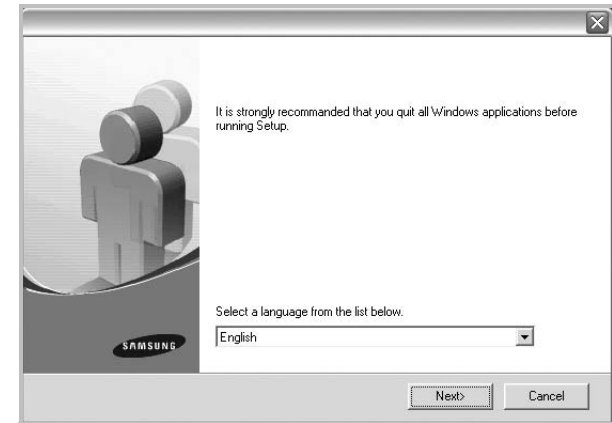 It is strongly recommanded that you quit all Windows applications before
running Setup.
Select a language from the list below.
English
SAMSUNG
Next>
Cancel